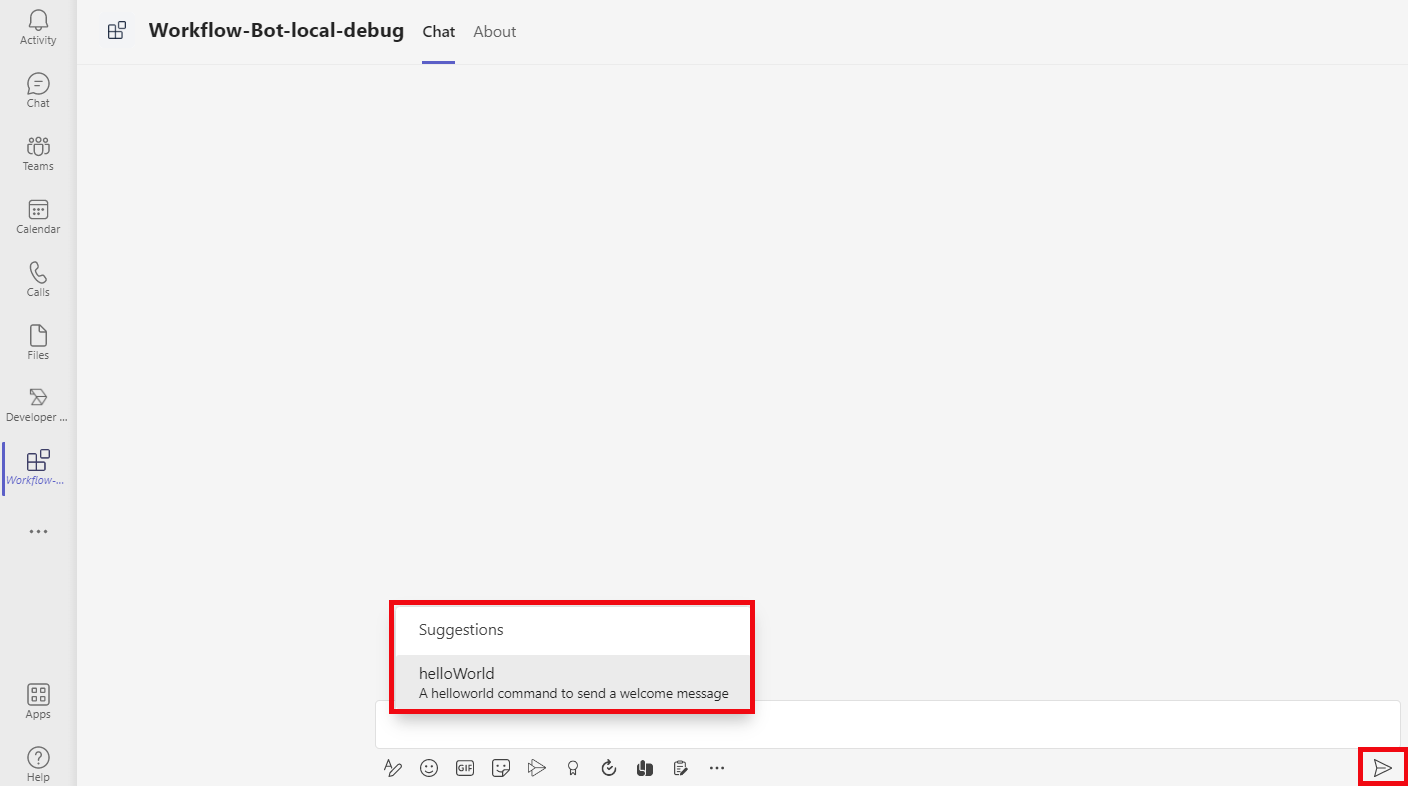 Activity
Chat
Teams
Calendar
Calls
Files
Developer ...
Workflow-...
Apps
Help
Workflow-Bot-local-debug
Chat
About
Suggestions
helloWorld
A helloworld command to send a welcome message
GIF